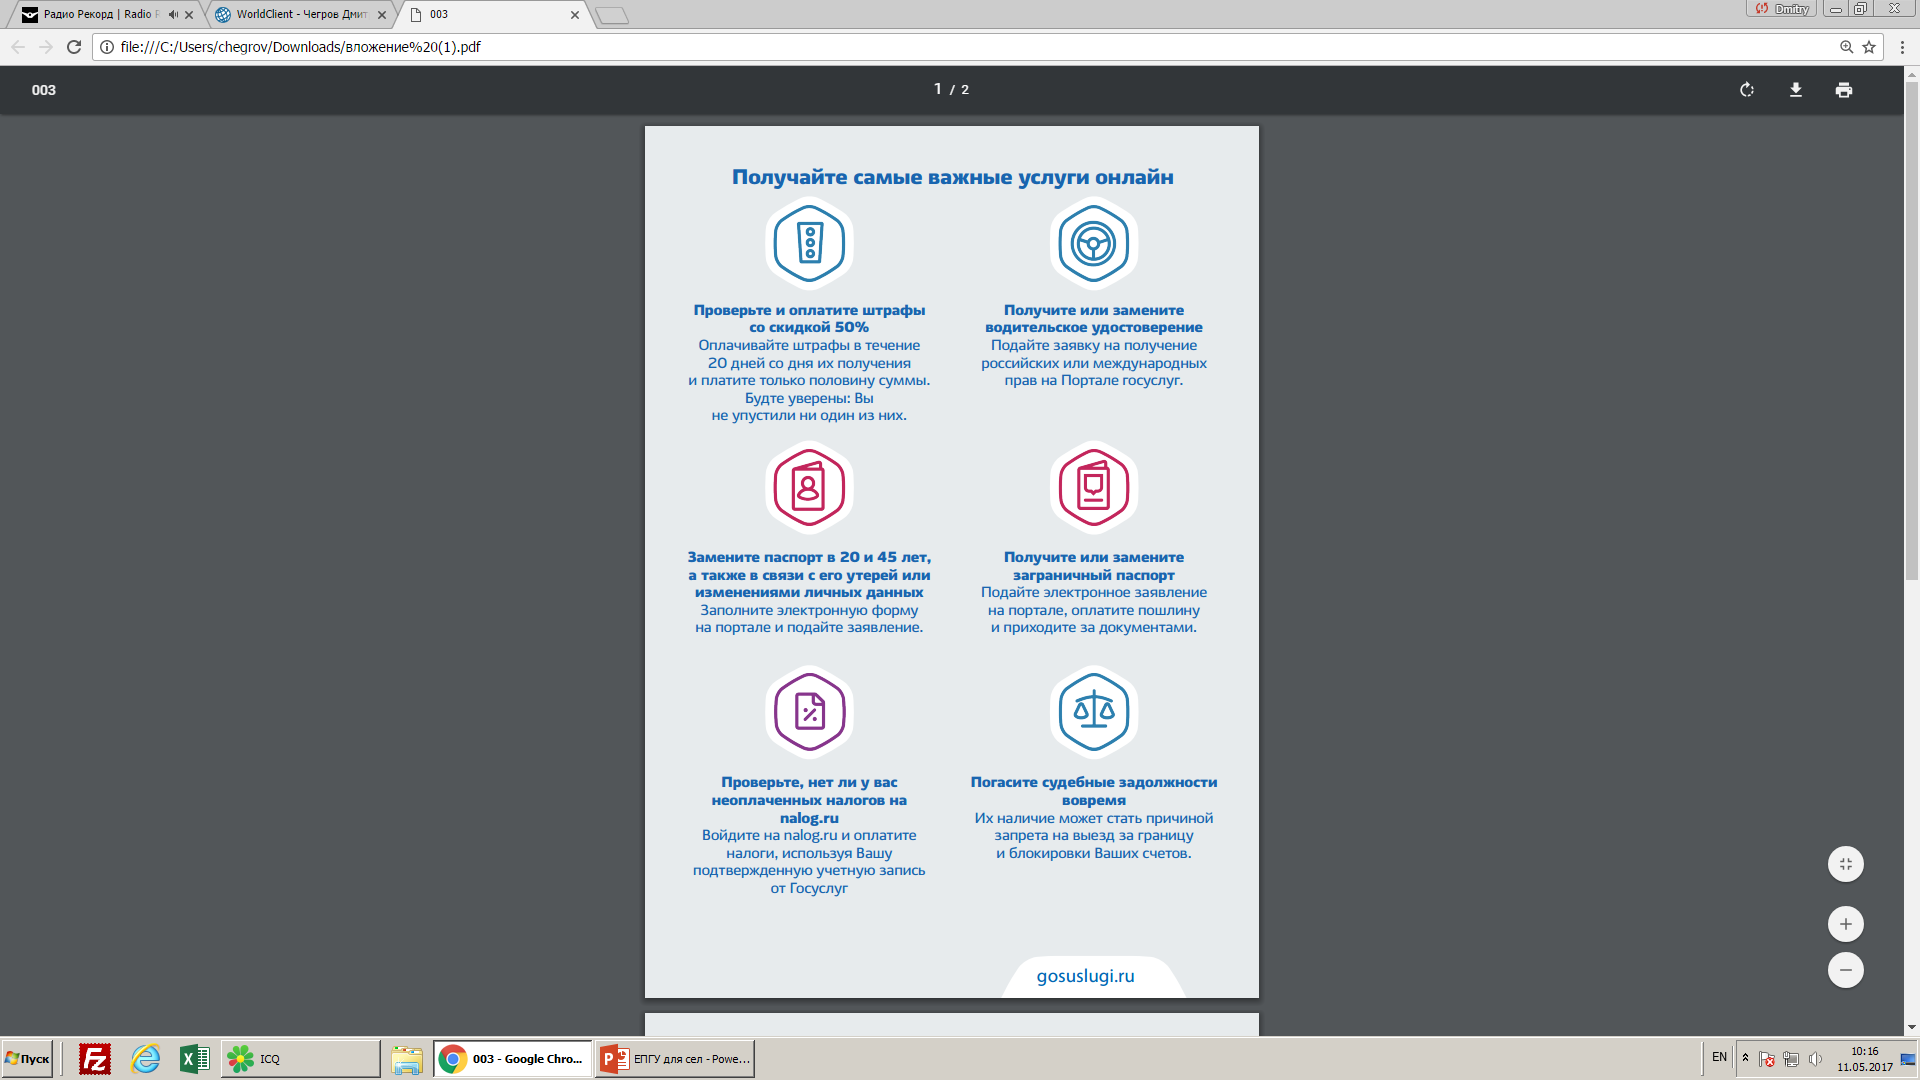 Радио Рекорд | Radio
WorldClient - Чегров Дмит
003
Dmitry
file:///C:/Users/chegrov/Downloads/вложение%20(1).pdf
003
1 / 2
Получайте самые важные услуги онлайн
Проверьте и оплатите штрафы
со скидкой 50%
Оплачивайте штрафы в течение
20 дней со дня их получения
и платите только половину суммы.
Будте уверены: Вы
не упустили ни один из них.
Получите или замените
водительское удостоверение
Подайте заявку на получение
российских или международных
прав на Портале госуслуг.
Замените паспорт в 20 и 45 лет,
а также в связи с его утерей или
изменениями личных данных
Заполните электронную форму
на портале и подайте заявление.
Получите или замените
заграничный паспорт
Подайте электронное заявление
на портале, оплатите пошлину
и приходите за документами.
Проверьте, нет ли у вас
неоплаченных налогов на
nalog.ru
Войдите на nalog.ru и оплатите
налоги, используя Вашу
подтвержденную учетную запись
от Госуслуг
Погасите судебные задолжности
вовремя
Их наличие может стать причиной
запрета на выезд за границу
и блокировки Ваших счетов.
gosuslugi.ru
Пуск
ICQ
003 - Google Chro...
ЕПГУ для сел - Powe...
EN
10:16
11.05.2017